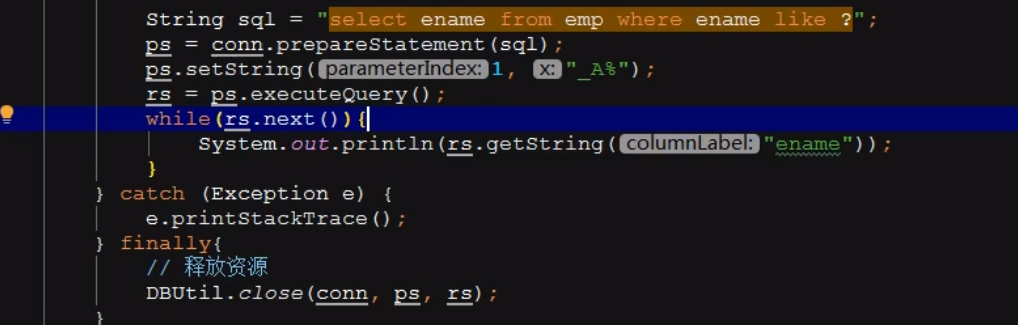 String sql = "select ename from emp where ename like ?";
ps = conn.prepareStatement(sql);
ps.setString(parameterIndex: 1, x: "_A%");
rs = ps.executeQuery();
while(rs.next()){
System.out.println(rs.getString(columnLabel: "ename"));
}
} catch (Exception e) {
e.printStackTrace();
} finally{
// 释放资源
DBUtil.close(conn, ps, rs);
}